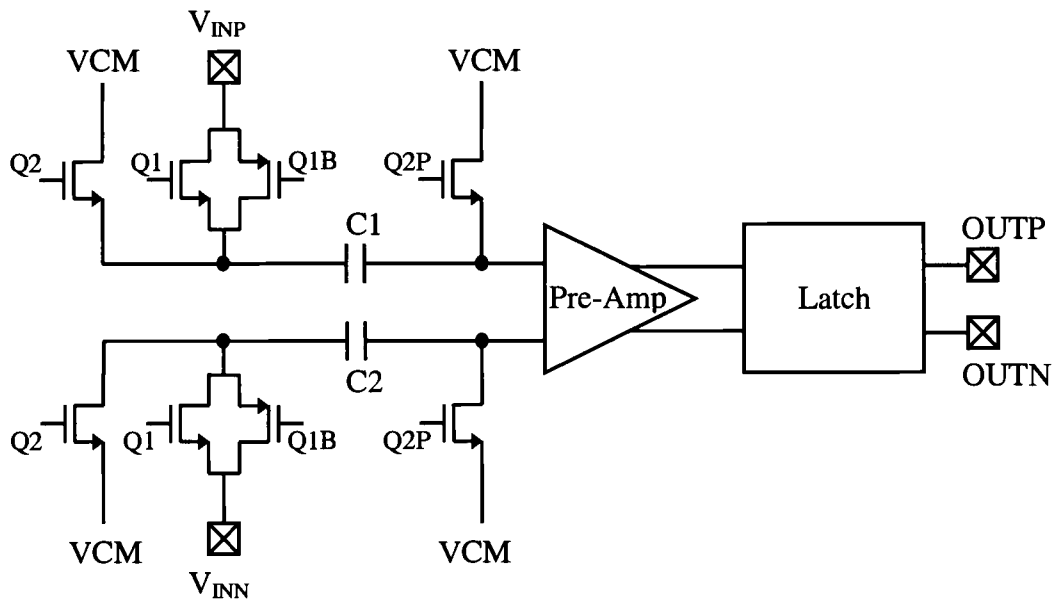 V_INP
VCM
VCM
Q2
Q1
Q1B
Q2P
C1
OUTP
Pre-Amp
Latch
C2
OUTN
Q2
Q1
Q1B
Q2P
VCM
VCM
V_INN